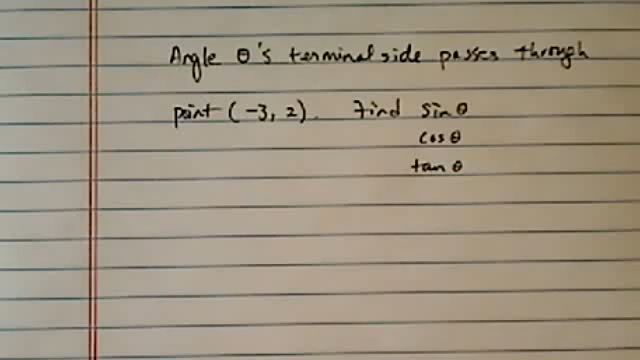 Angle θ's terminal side passes through
point (-3, 2). Find sin θ
cos θ
tan θ